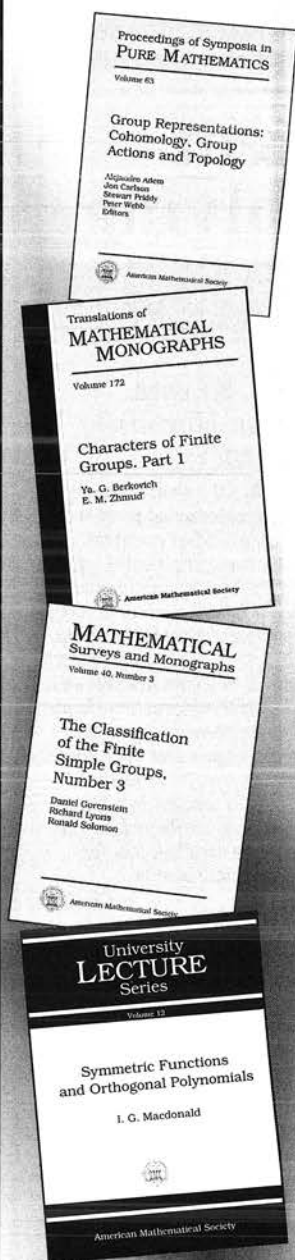 Proceedings of Symposia in
PURE MATHEMATICS
Volume 63
Group Representations:
Cohomology, Group
Actions and Topology
Alejandro Adem
Jon Carlson
Stewart Priddy
Peter Webb
Editors
American Mathematical Society
Translations of
MATHEMATICAL
MONOGRAPHS
Volume 172
Characters of Finite
Groups. Part 1
Ya. G. Berkovich
E. M. Zhmud'
American Mathematical Society
MATHEMATICAL
Surveys and Monographs
Volume 40, Number 3
The Classification
of the Finite
Simple Groups,
Number 3
Daniel Gorenstein
Richard Lyons
Ronald Solomon
American Mathematical Society
University
LECTURE
Series
Volume 12
Symmetric Functions
and Orthogonal Polynomials
I. G. Macdonald
American Mathematical Society